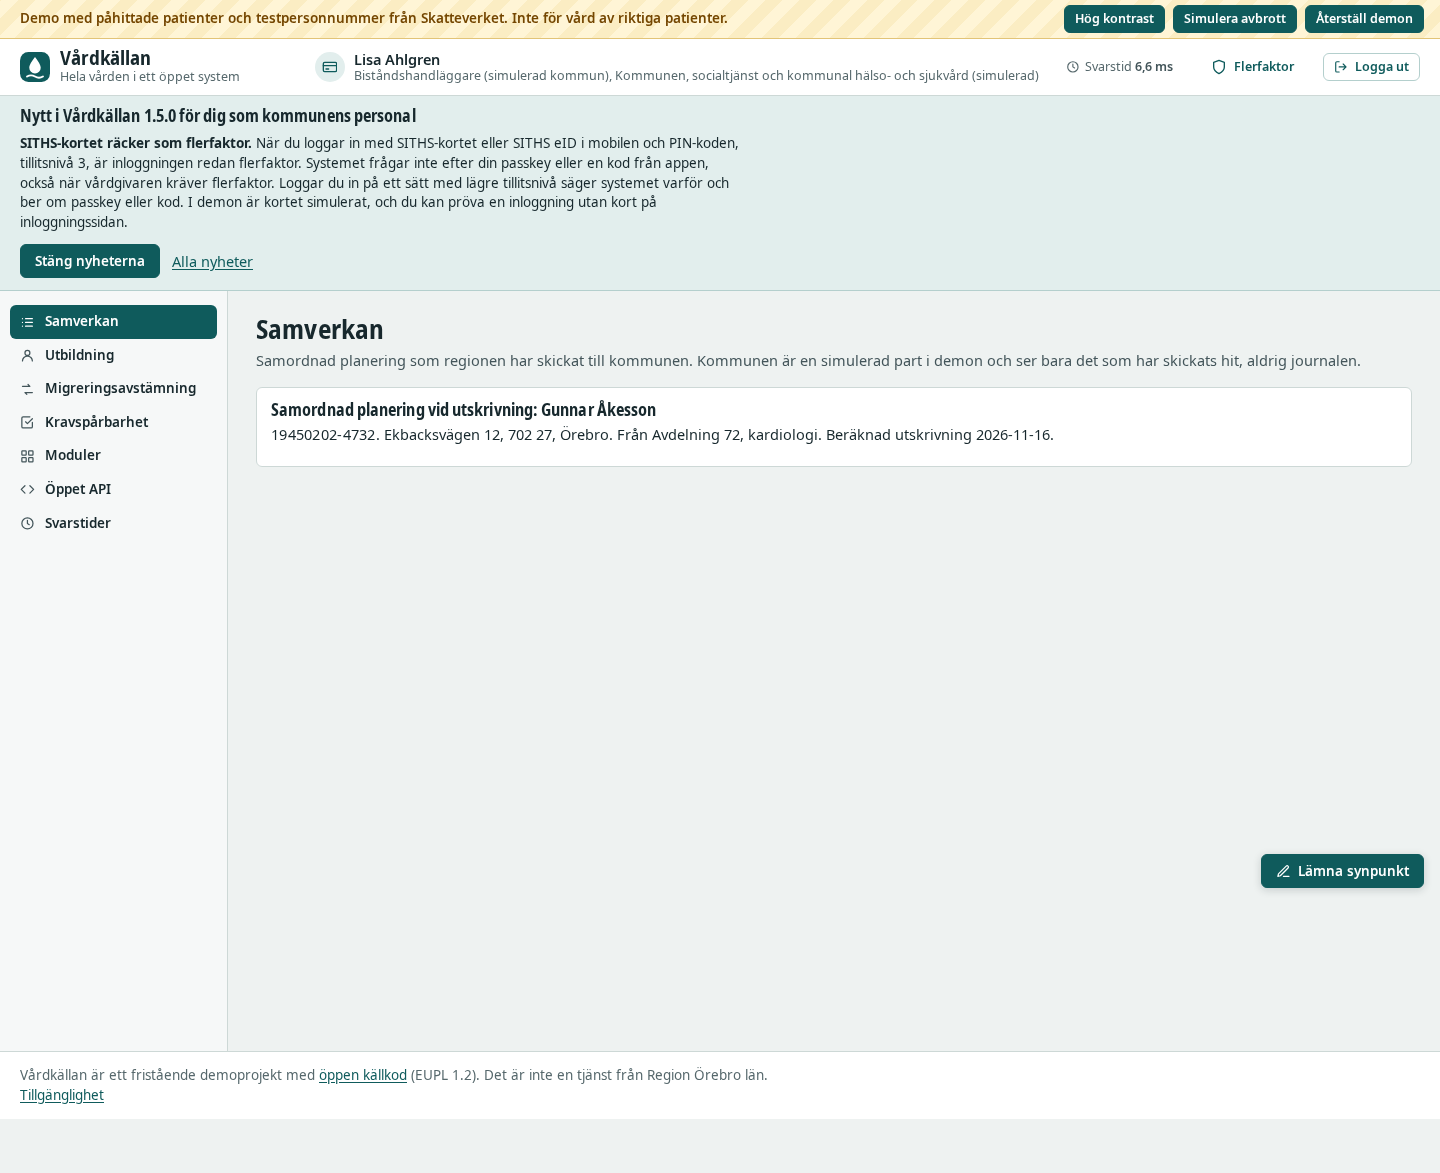 Demo med påhittade patienter och testpersonnummer från Skatteverket. Inte för vård av riktiga patienter.
Hög kontrast
Simulera avbrott
Återställ demon
Vårdkällan
Hela vården i ett öppet system
Lisa Ahlgren
Biståndshandläggare (simulerad kommun), Kommunen, socialtjänst och kommunal hälso- och sjukvård (simulerad)
Svarstid 6,6 ms
Flerfaktor
Logga ut
Nytt i Vårdkällan 1.5.0 för dig som kommunens personal
SITHS-kortet räcker som flerfaktor. När du loggar in med SITHS-kortet eller SITHS eID i mobilen och PIN-koden,
tillitsnivå 3, är inloggningen redan flerfaktor. Systemet frågar inte efter din passkey eller en kod från appen,
också när vårdgivaren kräver flerfaktor. Loggar du in på ett sätt med lägre tillitsnivå säger systemet varför och
ber om passkey eller kod. I demon är kortet simulerat, och du kan pröva en inloggning utan kort på
inloggningssidan.
Stäng nyheterna
Alla nyheter
Samverkan
Utbildning
Migreringsavstämning
Kravspårbarhet
Moduler
Öppet API
Svarstider
Samverkan
Samordnad planering som regionen har skickat till kommunen. Kommunen är en simulerad part i demon och ser bara det som har skickats hit, aldrig journalen.
Samordnad planering vid utskrivning: Gunnar Åkesson
19450202-4732. Ekbacksvägen 12, 702 27, Örebro. Från Avdelning 72, kardiologi. Beräknad utskrivning 2026-11-16.
Lämna synpunkt
Vårdkällan är ett fristående demoprojekt med öppen källkod (EUPL 1.2). Det är inte en tjänst från Region Örebro län.
Tillgänglighet